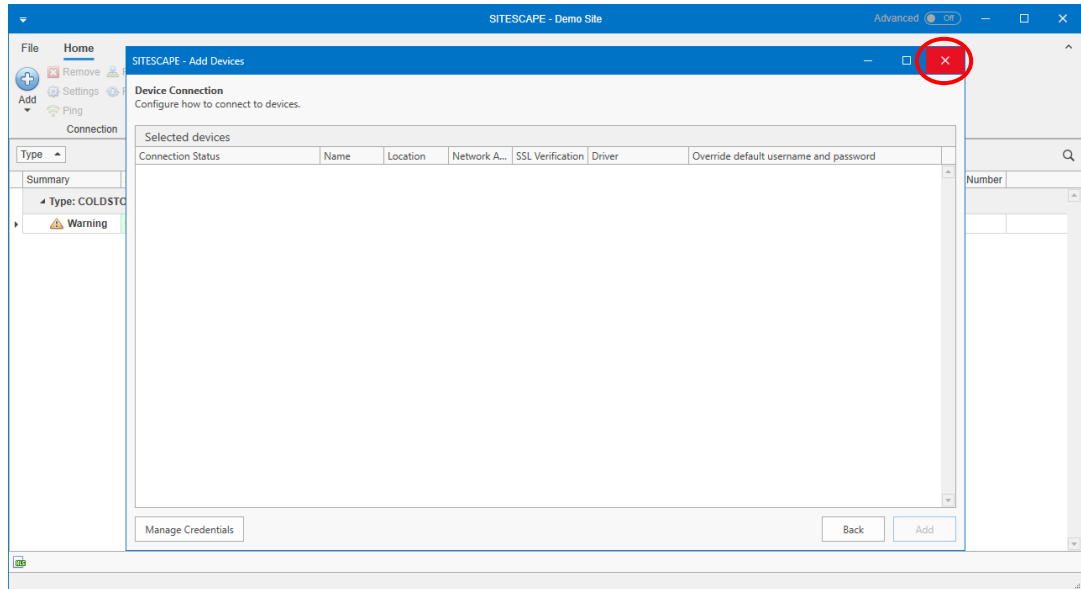 SITESCAPE - Demo Site
Advanced Off
File Home
SITESCAPE - Add Devices
Remove
Add
Settings
Ping
Connection
Device Connection
Configure how to connect to devices.
Selected devices
Connection Status Name Location Network A... SSL Verification Driver Override default username and password
Type
Summary Number
Type: COLDSTO
Warning
Manage Credentials Back Add